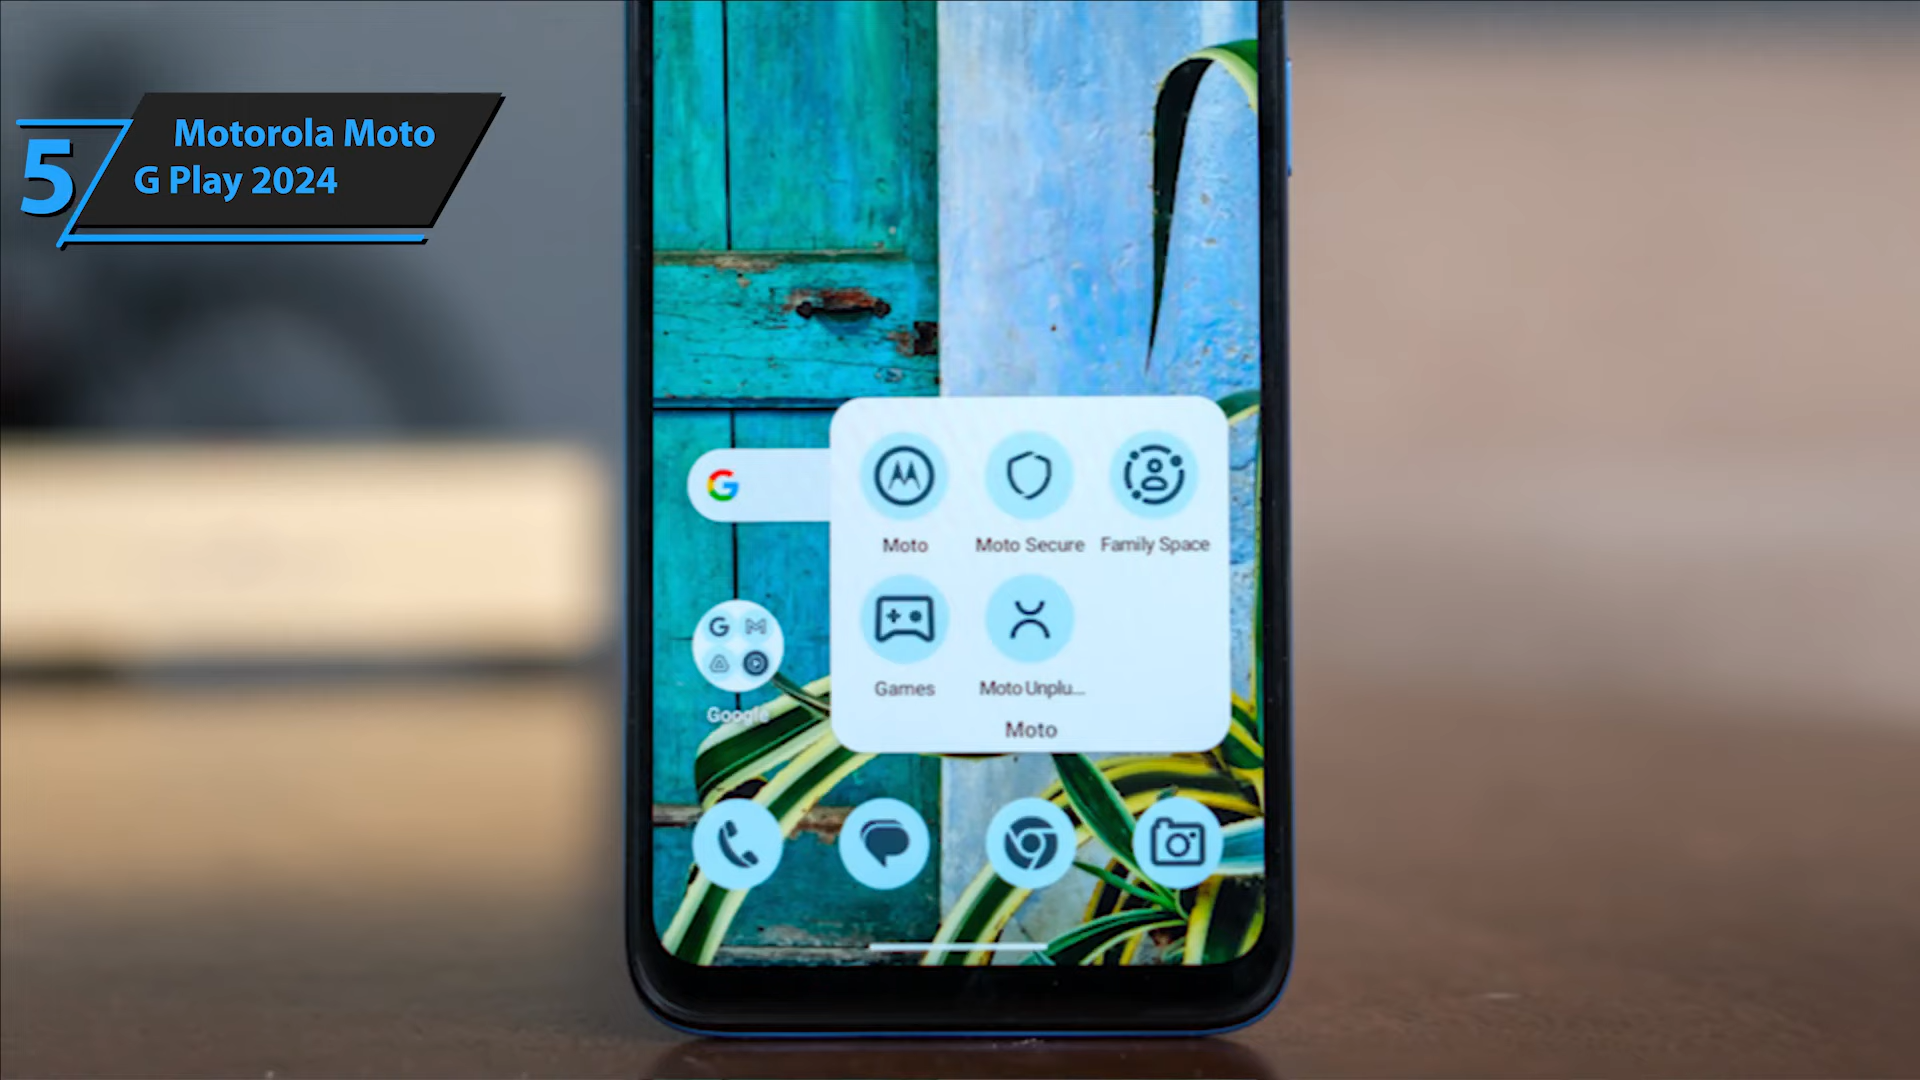 5
Motorola Moto
G Play 2024
G
Moto
Moto Secure
Family Space
Games
Moto Unplu...
Moto
G
Google